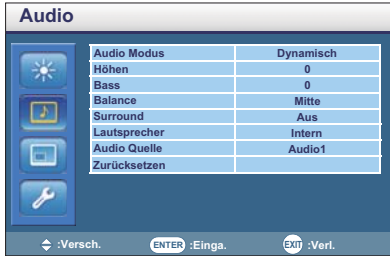 Audio
Audio Modus Dynamisch
Höhen 0
Bass 0
Balance Mitte
Surround Aus
Lautsprecher Intern
Audio Quelle Audio1
Zurücksetzen
:Versch. ENTER :Einga. EXIT :Verl.